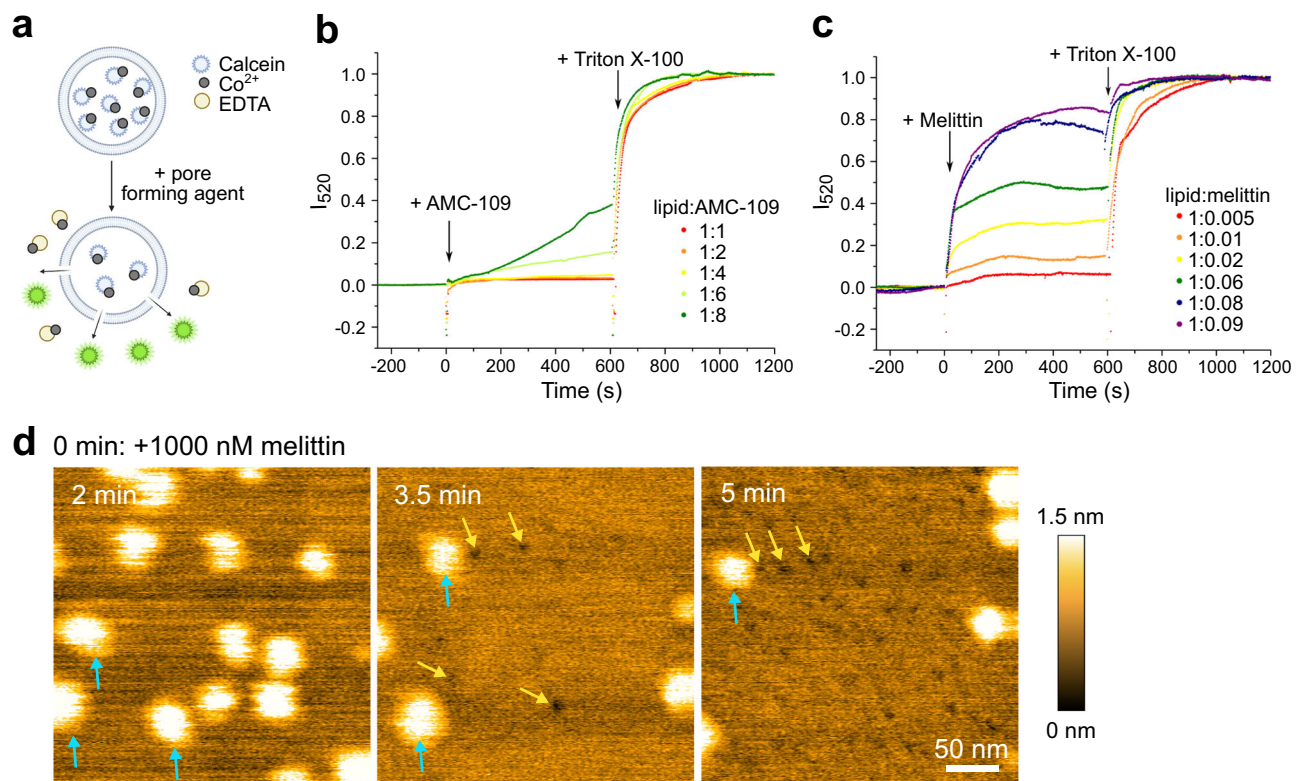 a
Calcein
Co²⁺
EDTA
+ pore
forming agent
b
+ Triton X-100
+ AMC-109
lipid:AMC-109
1:1
1:2
1:4
1:6
1:8
I₅₂₀
1.0
0.8
0.6
0.4
0.2
0.0
-0.2
-200 0 200 400 600 800 1000 1200
Time (s)
c
+ Triton X-100
+ Melittin
lipid:melittin
1:0.005
1:0.01
1:0.02
1:0.06
1:0.08
1:0.09
I₅₂₀
1.0
0.8
0.6
0.4
0.2
0.0
-0.2
-200 0 200 400 600 800 1000 1200
Time (s)
d 0 min: +1000 nM melittin
2 min
3.5 min
5 min
50 nm
1.5 nm
0 nm